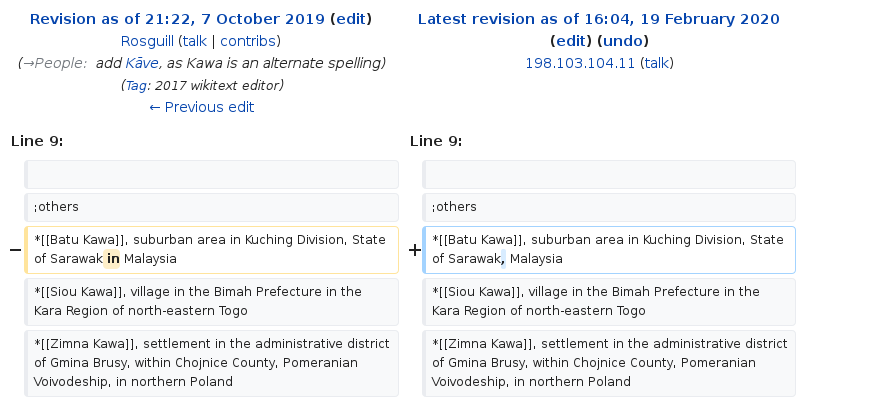 Revision as of 21:22, 7 October 2019 (edit)
Rosguill (talk | contribs)
(→People: add Kāve, as Kawa is an alternate spelling)
(Tag: 2017 wikitext editor)
← Previous edit
Latest revision as of 16:04, 19 February 2020
(edit) (undo)
198.103.104.11 (talk)
Line 9:
Line 9:
;others
;others
− *[[Batu Kawa]], suburban area in Kuching Division, State
of Sarawak in Malaysia
+ *[[Batu Kawa]], suburban area in Kuching Division, State
of Sarawak, Malaysia
*[[Siou Kawa]], village in the Bimah Prefecture in the
Kara Region of north-eastern Togo
*[[Siou Kawa]], village in the Bimah Prefecture in the
Kara Region of north-eastern Togo
*[[Zimna Kawa]], settlement in the administrative district
of Gmina Brusy, within Chojnice County, Pomeranian
Voivodeship, in northern Poland
*[[Zimna Kawa]], settlement in the administrative district
of Gmina Brusy, within Chojnice County, Pomeranian
Voivodeship, in northern Poland